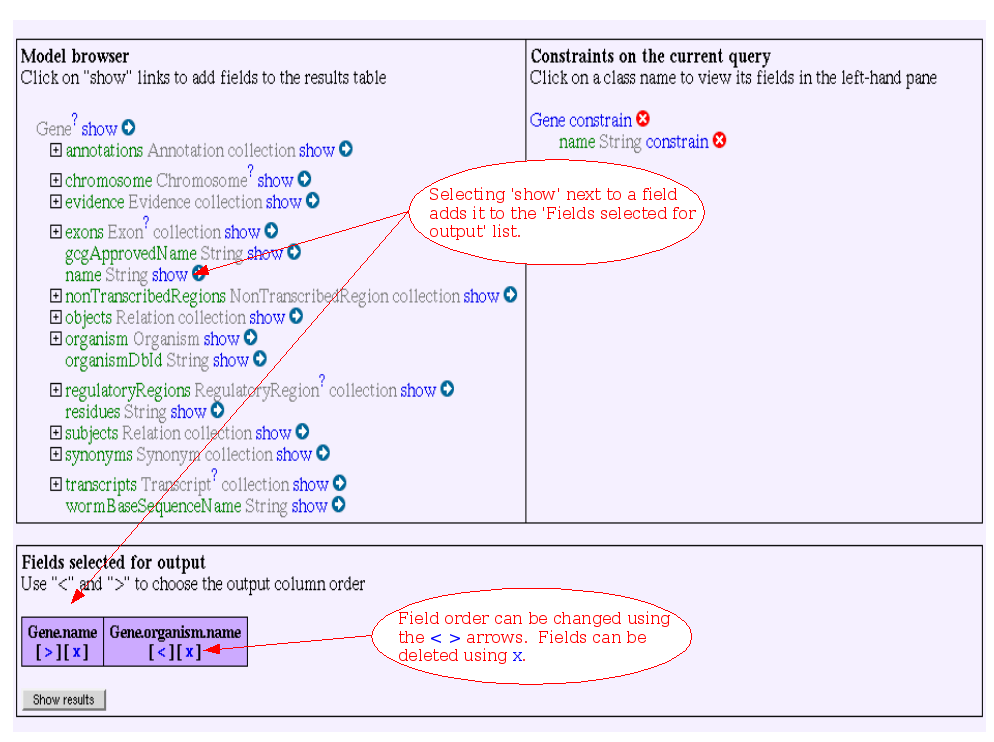 Model browser
Click on "show" links to add fields to the results table
Gene? show
annotations Annotation collection show
chromosome Chromosome? show
evidence Evidence collection show
exons Exon? collection show
gcgApprovedName String show
name String show
nonTranscribedRegions NonTranscribedRegion collection show
objects Relation collection show
organism Organism show
organismDbId String show
regulatoryRegions RegulatoryRegion? collection show
residues String show
subjects Relation collection show
synonyms Synonym collection show
transcripts Transcript? collection show
wormBaseSequenceName String show
Constraints on the current query
Click on a class name to view its fields in the left-hand pane
Gene constrain
name String constrain
Selecting 'show' next to a field
adds it to the 'Fields selected for
output' list.
Fields selected for output
Use "<" and ">" to choose the output column order
Gene.name Gene.organism.name
[>][x] [<][x]
Field order can be changed using
the < > arrows. Fields can be
deleted using x.
Show results